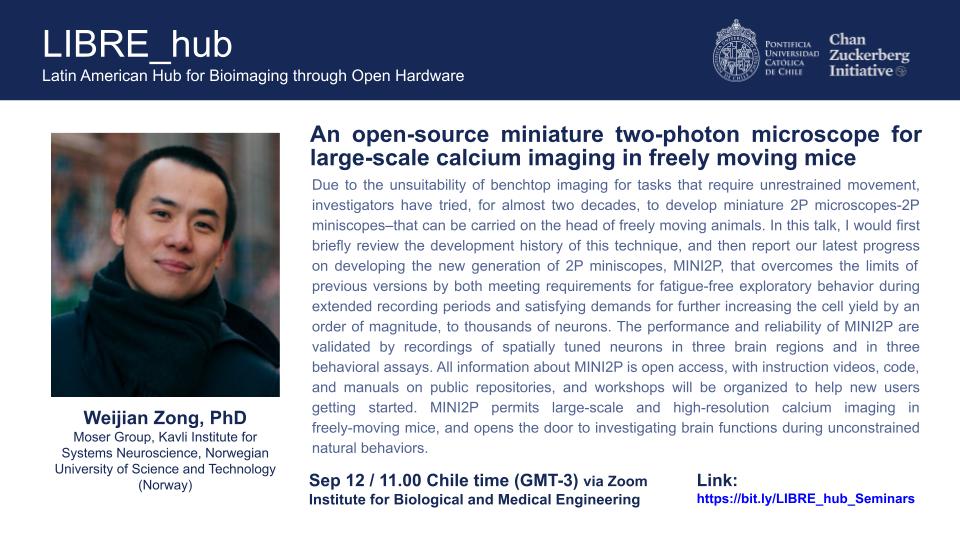 LIBRE_hub
Latin American Hub for Bioimaging through Open Hardware
PONTIFICIA
UNIVERSIDAD
CATÓLICA
DE CHILE
Chan
Zuckerberg
Initiative
An open-source miniature two-photon microscope for
large-scale calcium imaging in freely moving mice
Due to the unsuitability of benchtop imaging for tasks that require unrestrained movement,
investigators have tried, for almost two decades, to develop miniature 2P microscopes-2P
miniscopes–that can be carried on the head of freely moving animals. In this talk, I would first
briefly review the development history of this technique, and then report our latest progress
on developing the new generation of 2P miniscopes, MINI2P, that overcomes the limits of
previous versions by both meeting requirements for fatigue-free exploratory behavior during
extended recording periods and satisfying demands for further increasing the cell yield by an
order of magnitude, to thousands of neurons. The performance and reliability of MINI2P are
validated by recordings of spatially tuned neurons in three brain regions and in three
behavioral assays. All information about MINI2P is open access, with instruction videos, code,
and manuals on public repositories, and workshops will be organized to help new users
getting started. MINI2P permits large-scale and high-resolution calcium imaging in
freely-moving mice, and opens the door to investigating brain functions during unconstrained
natural behaviors.
Weijian Zong, PhD
Moser Group, Kavli Institute for
Systems Neuroscience, Norwegian
University of Science and Technology
(Norway)
Sep 12 / 11.00 Chile time (GMT-3) via Zoom
Institute for Biological and Medical Engineering
Link:
https://bit.ly/LIBRE_hub_Seminars